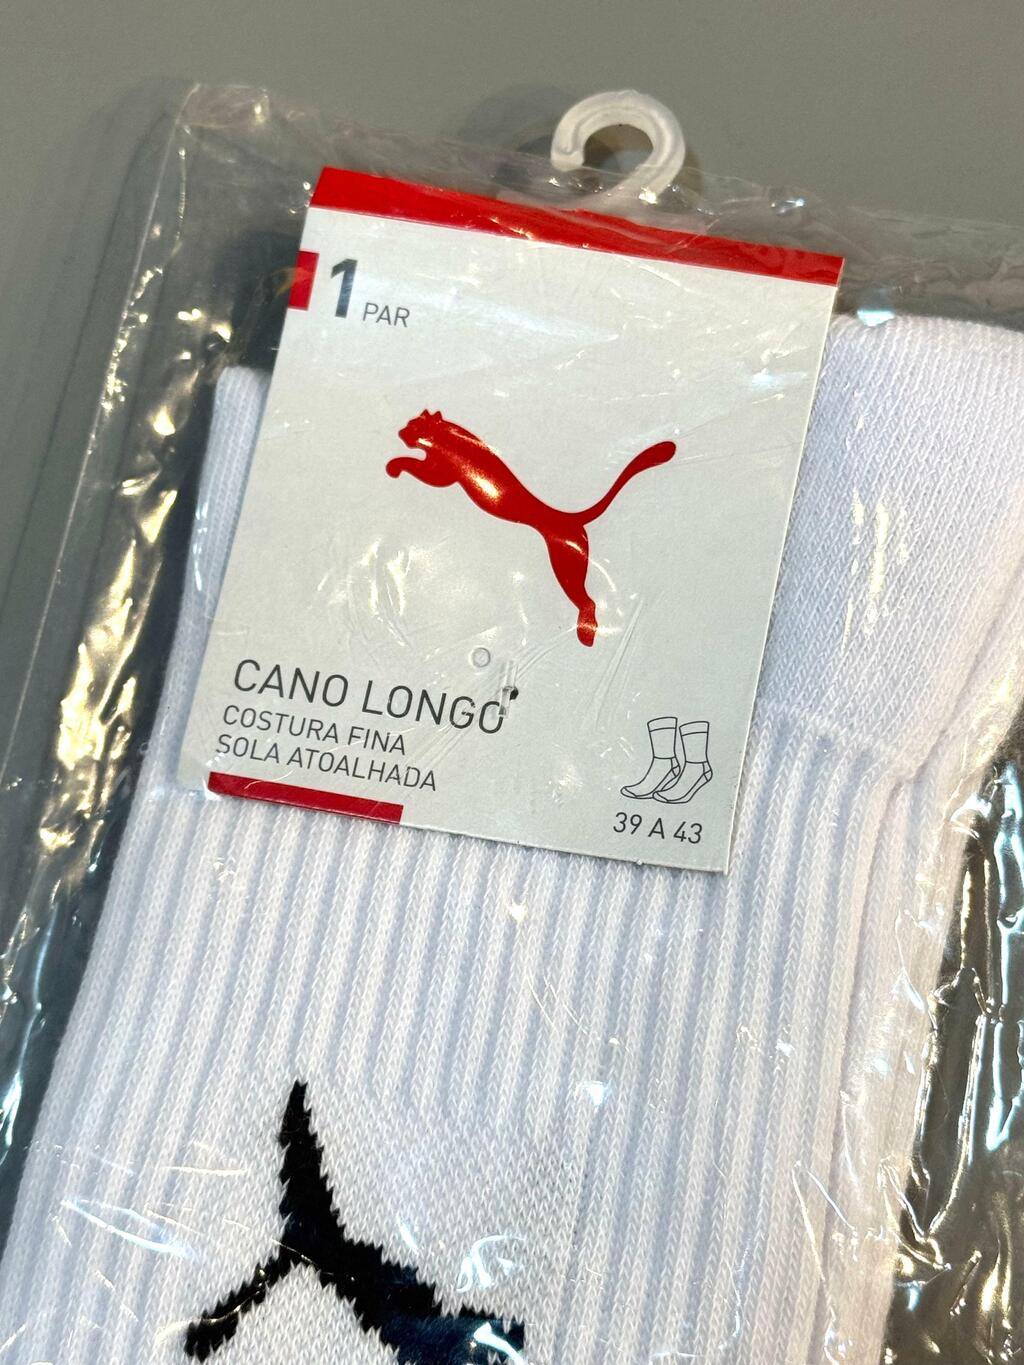 1 PAR
CANO LONGO
COSTURA FINA
SOLA ATOALHADA
39 A 43